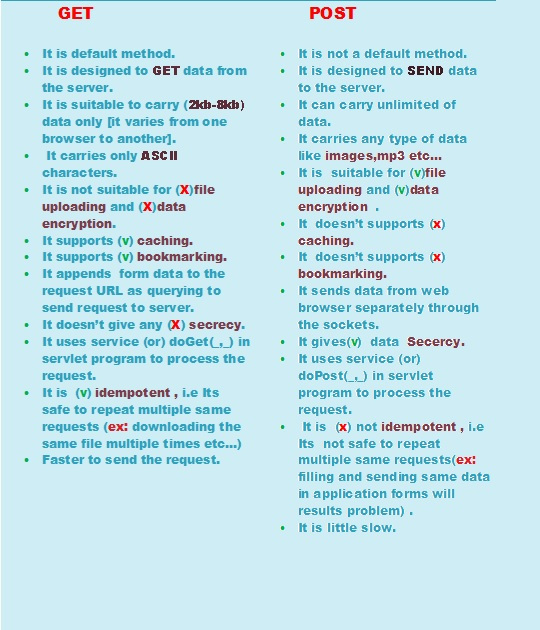 GET
• It is default method.
• It is designed to GET data from
the server.
• It is suitable to carry (2kb-8kb)
data only [it varies from one
browser to another].
• It carries only ASCII
characters.
• It is not suitable for (X)file
uploading and (X)data
encryption.
• It supports (v) caching.
• It supports (v) bookmarking.
• It appends form data to the
request URL as querying to
send request to server.
• It doesn't give any (X) secrecy.
• It uses service (or) doGet(_,_) in
servlet program to process the
request.
• It is (v) idempotent , i.e Its
safe to repeat multiple same
requests (ex: downloading the
same file multiple times etc...)
• Faster to send the request.
POST
• It is not a default method.
• It is designed to SEND data
to the server.
• It can carry unlimited of
data.
• It carries any type of data
like images,mp3 etc...
• It is suitable for (v)file
uploading and (v)data
encryption .
• It doesn't supports (x)
caching.
• It doesn't supports (x)
bookmarking.
• It sends data from web
browser separately through
the sockets.
• It gives(v) data Secercy.
• It uses service (or)
doPost(_,_) in servlet
program to process the
request.
• It is (x) not idempotent , i.e
Its not safe to repeat
multiple same requests(ex:
filling and sending same data
in application forms will
results problem) .
• It is little slow.